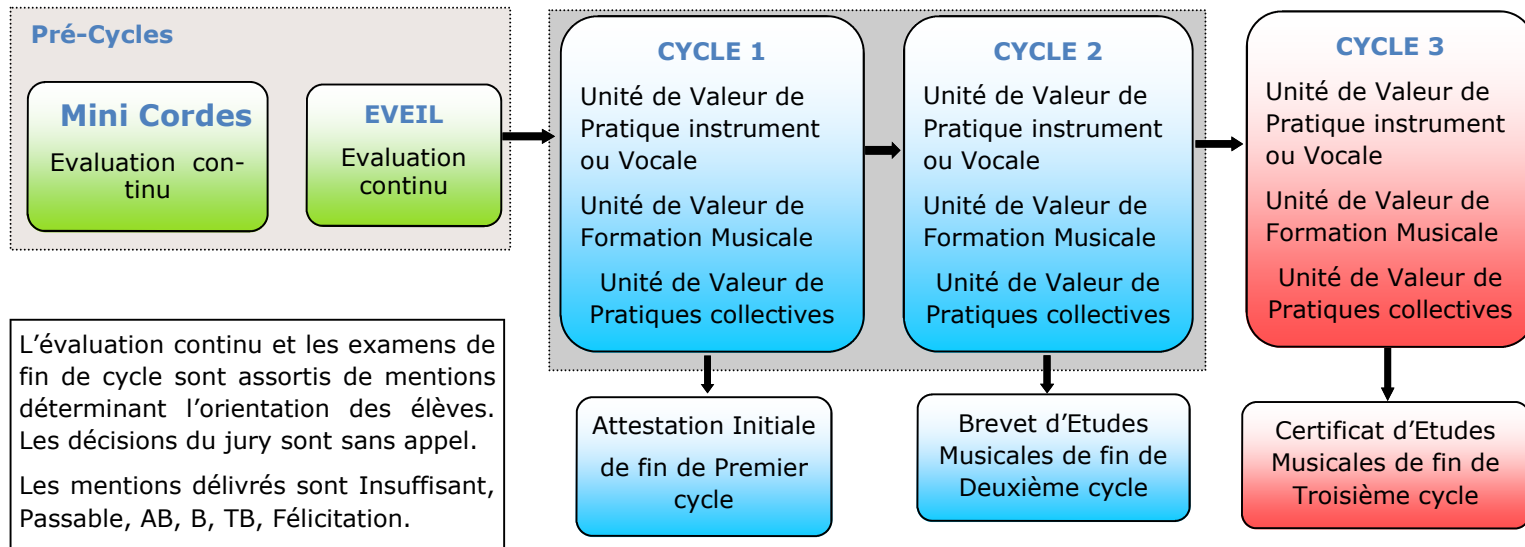 Pré-Cycles
Mini Cordes
Evaluation con-
tinu
EVEIL
Evaluation
continu
CYCLE 1
Unité de Valeur de
Pratique instrument
ou Vocale
Unité de Valeur de
Formation Musicale
Unité de Valeur de
Pratiques collectives
CYCLE 2
Unité de Valeur de
Pratique instrument
ou Vocale
Unité de Valeur de
Formation Musicale
Unité de Valeur de
Pratiques collectives
CYCLE 3
Unité de Valeur de
Pratique instrument
ou Vocale
Unité de Valeur de
Formation Musicale
Unité de Valeur de
Pratiques collectives
L’évaluation continu et les examens de
fin de cycle sont assortis de mentions
déterminant l’orientation des élèves.
Les décisions du jury sont sans appel.
Les mentions délivrés sont Insuffisant,
Passable, AB, B, TB, Félicitation.
Attestation Initiale
de fin de Premier
cycle
Brevet d’Etudes
Musicales de fin de
Deuxième cycle
Certificat d’Etudes
Musicales de fin de
Troisième cycle